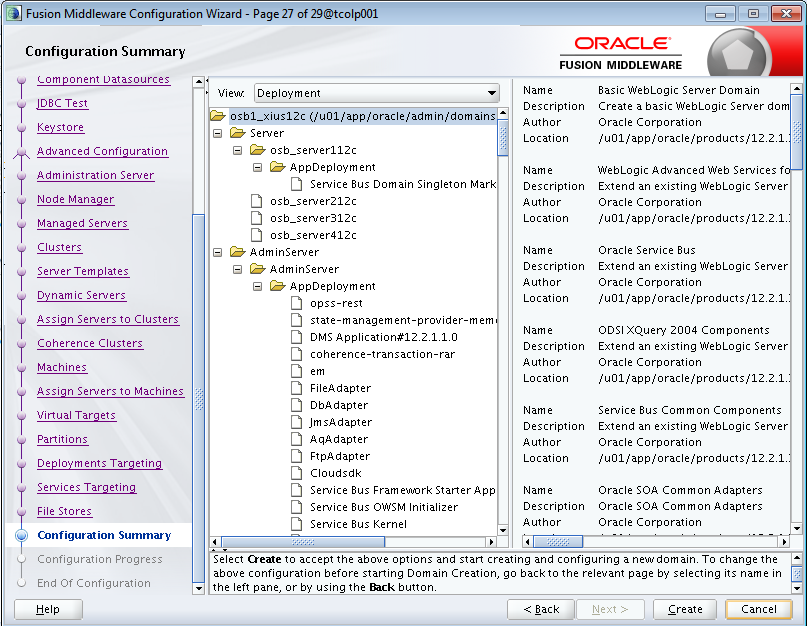 Fusion Middleware Configuration Wizard - Page 27 of 29@tcolp001
Configuration Summary
ORACLE
FUSION MIDDLEWARE
Component Datasources
JDBC Test
Keystore
Advanced Configuration
Administration Server
Node Manager
Managed Servers
Clusters
Server Templates
Dynamic Servers
Assign Servers to Clusters
Coherence Clusters
Machines
Assign Servers to Machines
Virtual Targets
Partitions
Deployments Targeting
Services Targeting
File Stores
Configuration Summary
Configuration Progress
End Of Configuration
View: Deployment
osb1_xius12c (/u01/app/oracle/admin/domains
Server
osb_server112c
AppDeployment
Service Bus Domain Singleton Mark
osb_server212c
osb_server312c
osb_server412c
AdminServer
AdminServer
AppDeployment
opss-rest
state-management-provider-mem
DMS Application#12.2.1.1.0
coherence-transaction-rar
em
FileAdapter
DbAdapter
JmsAdapter
AqAdapter
FtpAdapter
Cloudsdk
Service Bus Framework Starter App
Service Bus OWSM Initializer
Service Bus Kernel
Name Basic WebLogic Server Domain
Description Create a basic WebLogic Server dom
Author Oracle Corporation
Location /u01/app/oracle/products/12.2.1.
Name WebLogic Advanced Web Services fo
Description Extend an existing WebLogic Server
Author Oracle Corporation
Location /u01/app/oracle/products/12.2.1.
Name Oracle Service Bus
Description Extend an existing WebLogic Server
Author Oracle Corporation
Location /u01/app/oracle/products/12.2.1.
Name ODSI XQuery 2004 Components
Description Extend an existing WebLogic Server
Author Oracle Corporation
Location /u01/app/oracle/products/12.2.1.
Name Service Bus Common Components
Description Extend an existing WebLogic Server
Author Oracle Corporation
Location /u01/app/oracle/products/12.2.1.
Name Oracle SOA Common Adapters
Description Extend an existing WebLogic Server
Author Oracle Corporation
Select Create to accept the above options and start creating and configuring a new domain. To change the
above configuration before starting Domain Creation, go back to the relevant page by selecting its name in
the left pane, or by using the Back button.
Help
< Back
Next >
Create
Cancel